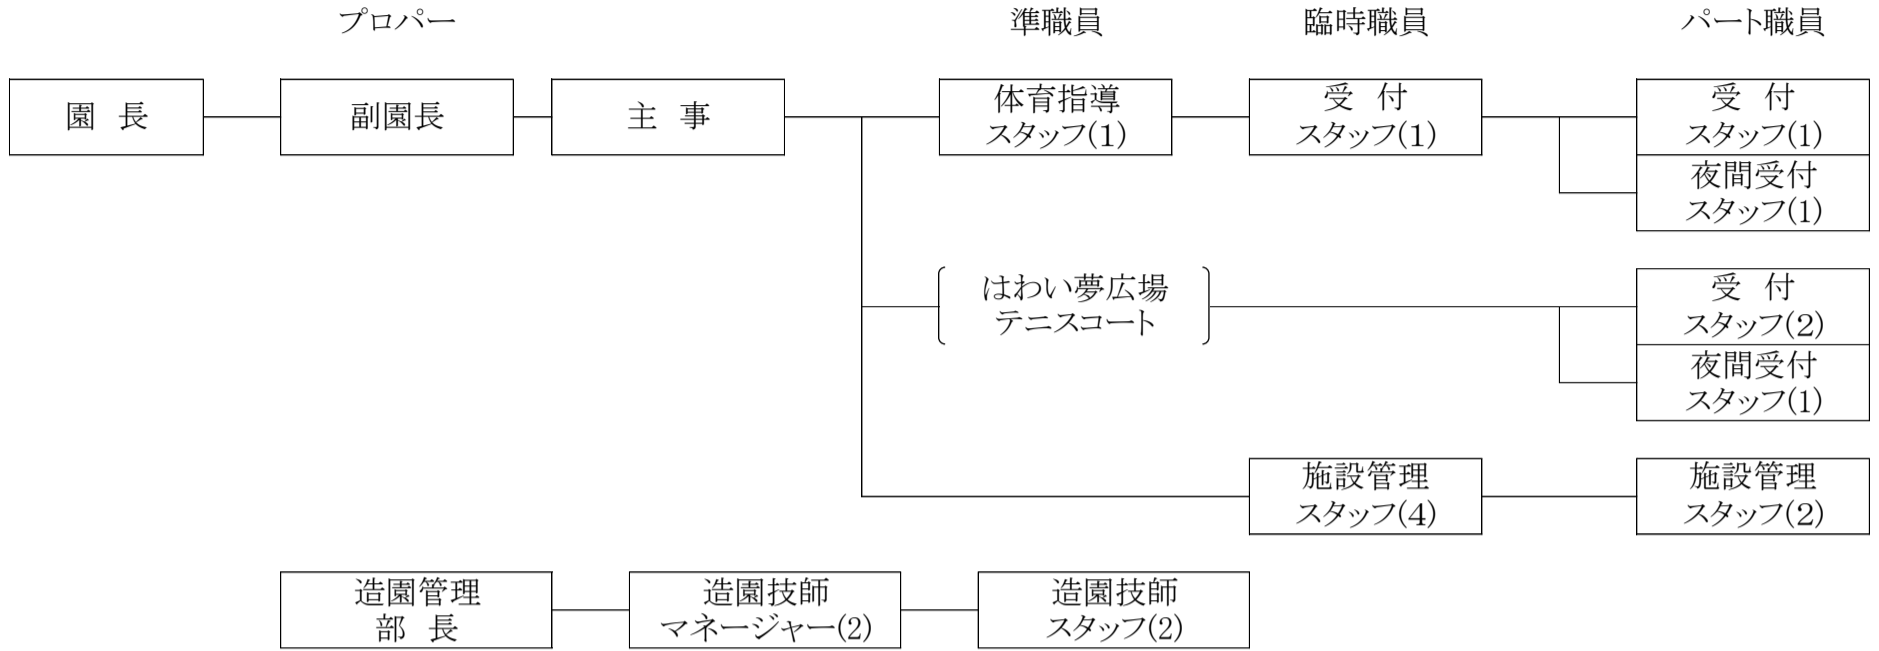 プロパー 準職員 臨時職員 パート職員
園 長
副園長
主 事
体育指導
スタッフ(1)
受 付
スタッフ(1)
受 付
スタッフ(1)
夜間受付
スタッフ(1)
はわい夢広場
テニスコート
受 付
スタッフ(2)
夜間受付
スタッフ(1)
施設管理
スタッフ(4)
施設管理
スタッフ(2)
造園管理
部 長
造園技師
マネージャー(2)
造園技師
スタッフ(2)